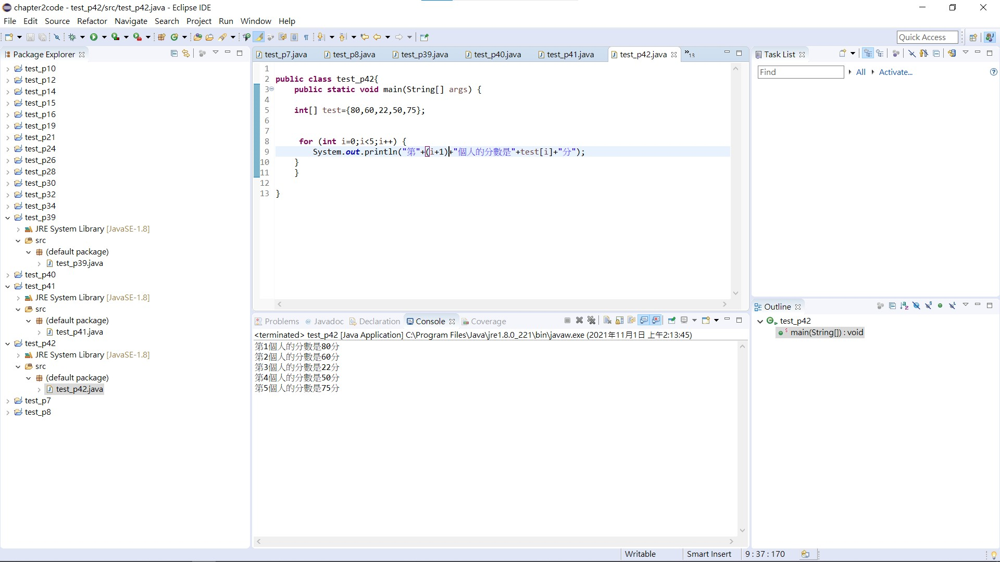 chapter2code - test_p42/src/test_p42.java - Eclipse IDE
File Edit Source Refactor Navigate Search Project Run Window Help
Quick Access
Package Explorer
test_p10
test_p12
test_p14
test_p15
test_p16
test_p19
test_p21
test_p24
test_p26
test_p28
test_p30
test_p32
test_p34
test_p39
JRE System Library [JavaSE-1.8]
src
(default package)
test_p39.java
test_p40
test_p41
JRE System Library [JavaSE-1.8]
src
(default package)
test_p41.java
test_p42
JRE System Library [JavaSE-1.8]
src
(default package)
test_p42.java
test_p7
test_p8
test_p7.java test_p8.java test_p39.java test_p40.java test_p41.java test_p42.java »13
1
2 public class test_p42{
3 public static void main(String[] args) {
4
5 int[] test={80,60,22,50,75};
6
7
8 for (int i=0;i<5;i++) {
9 System.out.println("第"+(i+1)+"個人的分數是"+test[i]+"分");
10 }
11 }
12
13 }
Problems Javadoc Declaration Console Coverage
<terminated> test_p42 [Java Application] C:\Program Files\Java\jre1.8.0_221\bin\javaw.exe (2021年11月1日 上午2:13:45)
第1個人的分數是80分
第2個人的分數是60分
第3個人的分數是22分
第4個人的分數是50分
第5個人的分數是75分
Task List
Find All Activate...
Outline
test_p42
main(String[]) : void
Writable Smart Insert 9 : 37 : 170